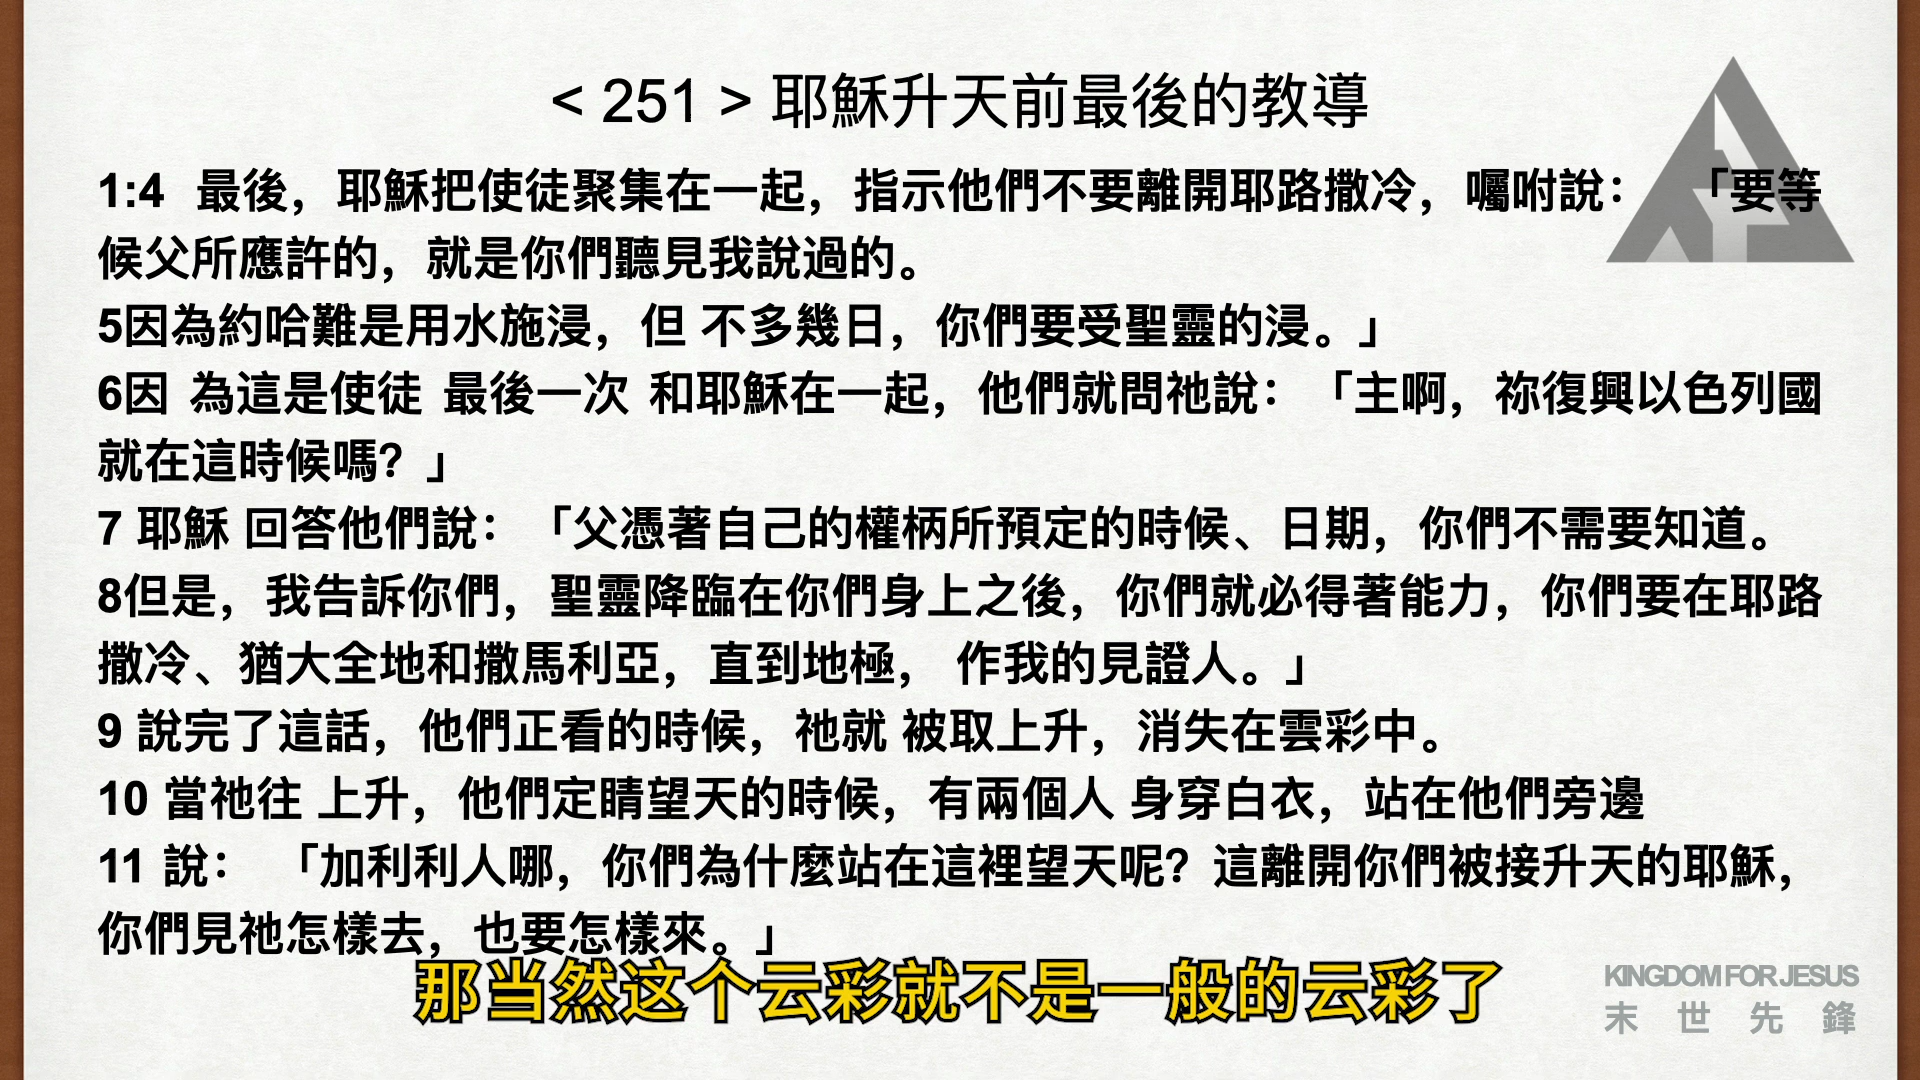 < 251 > 耶穌升天前最後的教導
1:4 最後，耶穌把使徒聚集在一起，指示他們不要離開耶路撒冷，囑咐說：「要等
候父所應許的，就是你們聽見我說過的。
5因為約哈難是用水施浸，但 不多幾日，你們要受聖靈的浸。」
6因 為這是使徒 最後一次 和耶穌在一起，他們就問祂說：「主啊，祢復興以色列國
就在這時候嗎？」
7 耶穌 回答他們說：「父憑著自己的權柄所預定的時候、日期，你們不需要知道。
8但是，我告訴你們，聖靈降臨在你們身上之後，你們就必得著能力，你們要在耶路
撒冷、猶大全地和撒馬利亞，直到地極， 作我的見證人。」
9 說完了這話，他們正看的時候，祂就 被取上升，消失在雲彩中。
10 當祂往 上升，他們定睛望天的時候，有兩個人 身穿白衣，站在他們旁邊
11 說： 「加利利人哪，你們為什麼站在這裡望天呢？這離開你們被接升天的耶穌，
你們見祂怎樣去，也要怎樣來。」
那当然这个云彩就不是一般的云彩了
KINGDOM FOR JESUS
末世先鋒